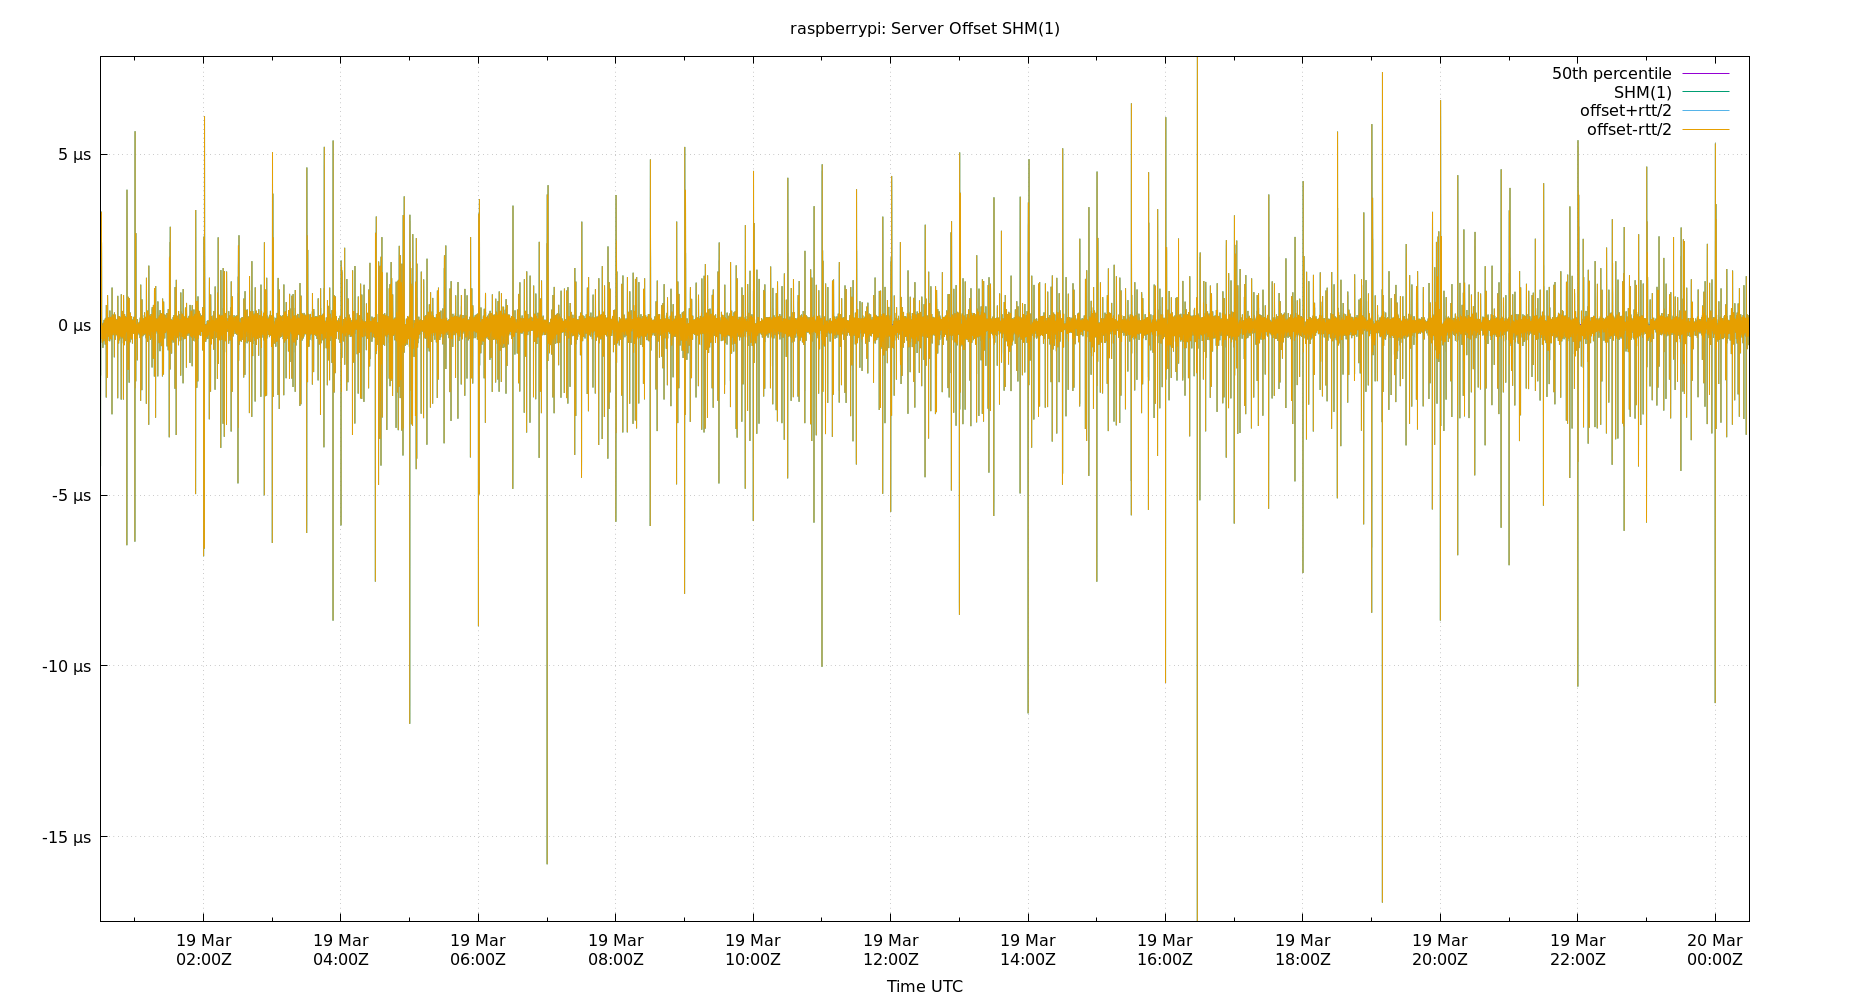 raspberrypi: Server Offset SHM(1)
50th percentile
SHM(1)
offset+rtt/2
offset-rtt/2
5 µs
0 µs
-5 µs
-10 µs
-15 µs
19 Mar 19 Mar 19 Mar 19 Mar 19 Mar 19 Mar 19 Mar 19 Mar 19 Mar 19 Mar 19 Mar 20 Mar
02:00Z 04:00Z 06:00Z 08:00Z 10:00Z 12:00Z 14:00Z 16:00Z 18:00Z 20:00Z 22:00Z 00:00Z
Time UTC